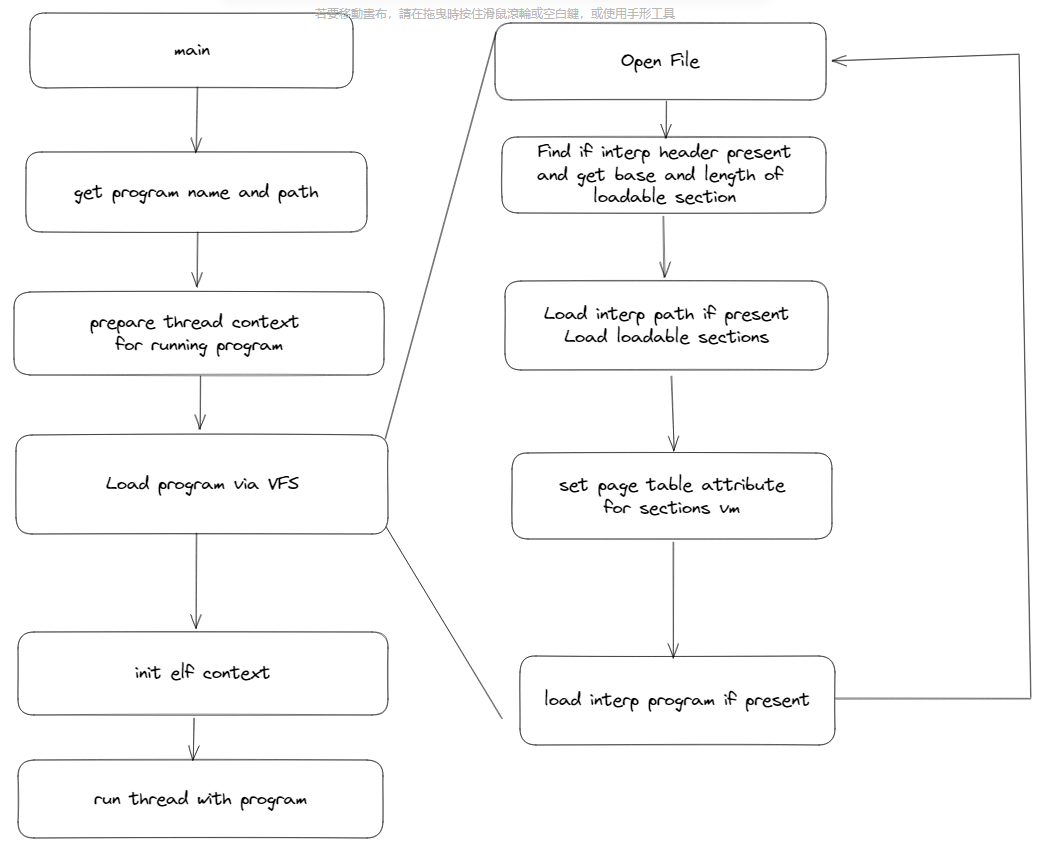 若要移動畫布，請在拖曳時按住滑鼠滾輪或空白鍵，或使用手形工具
main
get program name and path
prepare thread context
for running program
Load program via VFS
init elf context
run thread with program
Open File
Find if interp header present
and get base and length of
loadable section
Load interp path if present
Load loadable sections
set page table attribute
for sections vm
load interp program if present